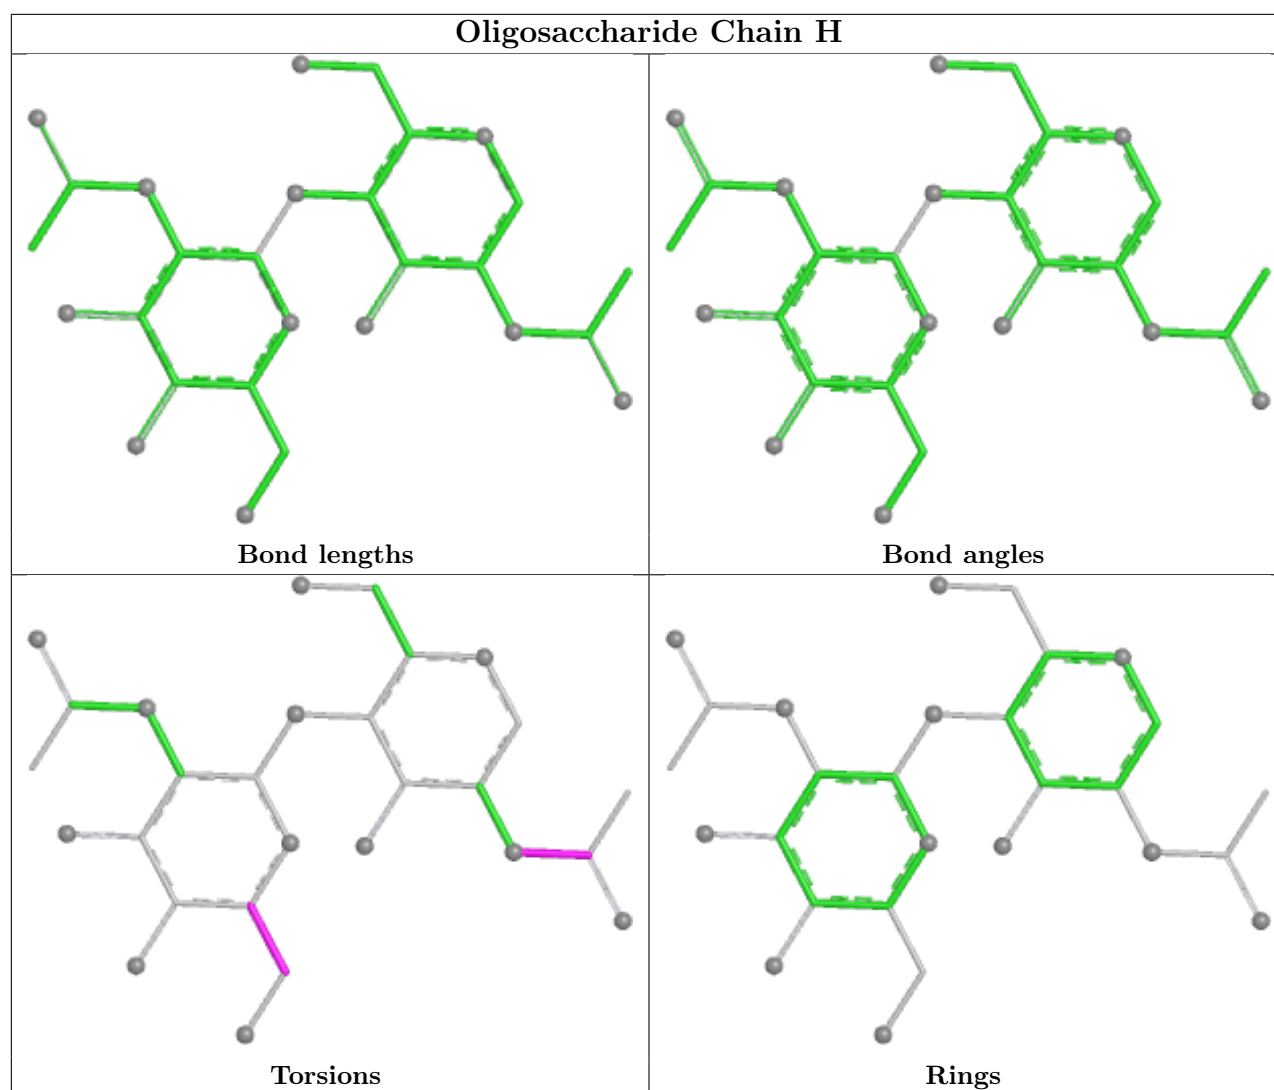 Oligosaccharide Chain H
Bond lengths
Bond angles
Torsions
Rings